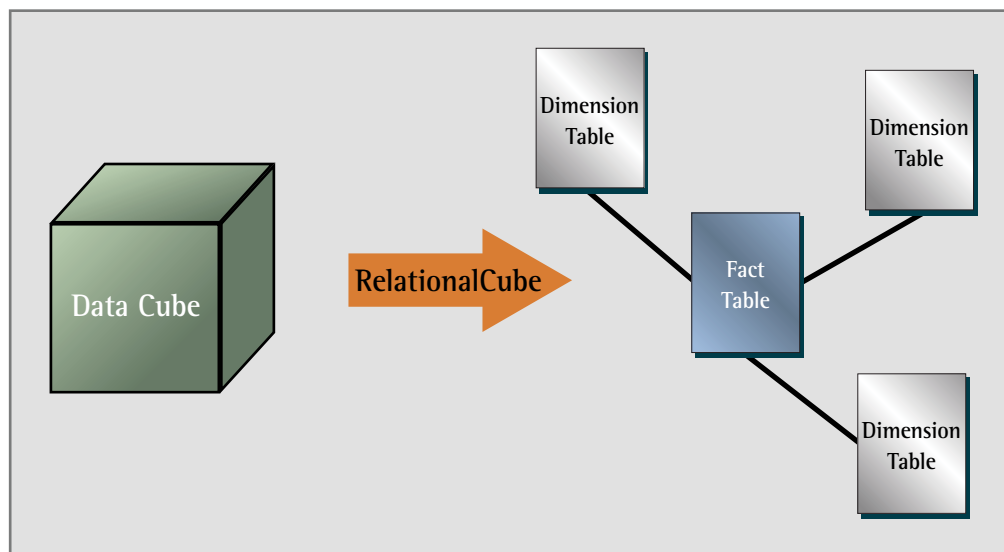 Dimension
Table
Dimension
Table
Data Cube
RelationalCube
Fact
Table
Dimension
Table